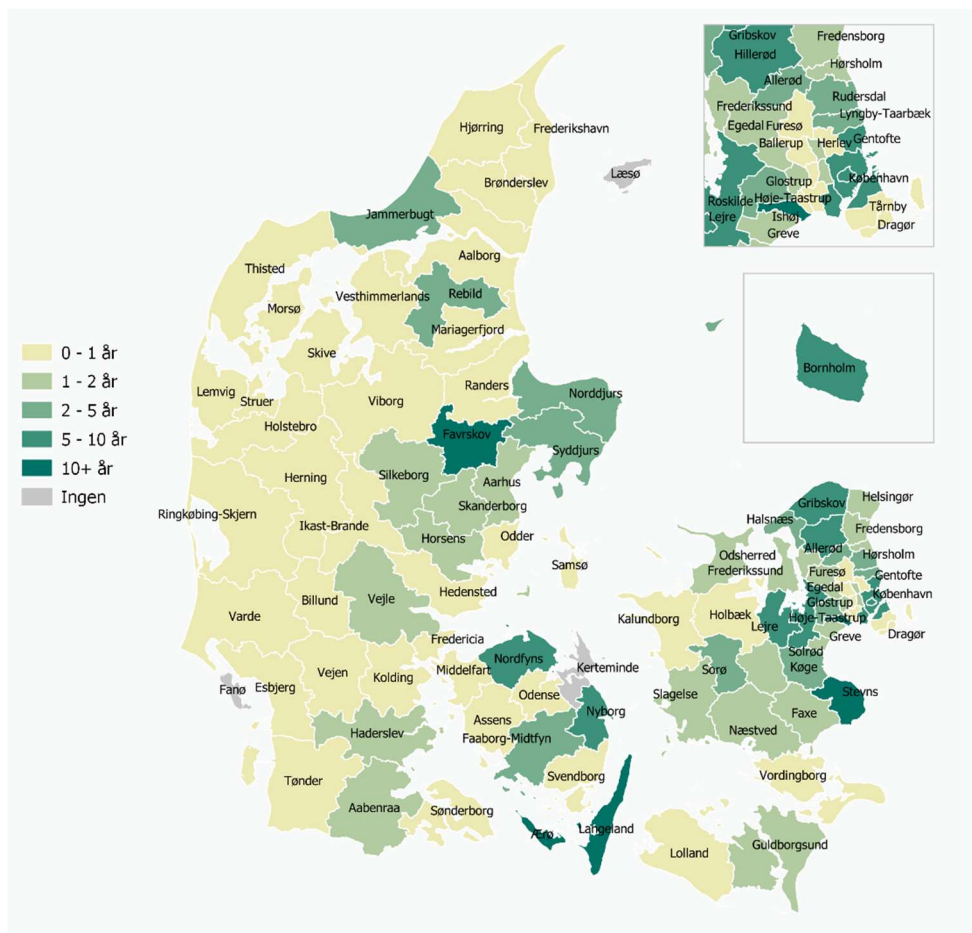 Gribskov
Fredensborg
Hillerød
Hørsholm
Allerød
Rudersdal
Frederikssund
Lyngby-Taarbæk
Egedal
Furesø
Ballerup
Herlev
Gentofte
Glostrup
København
Høje-Taastrup
Roskilde
Tårnby
Lejre
Ishøj
Dragør
Greve
Hjørring
Frederikshavn
Læsø
Brønderslev
Jammerbugt
Aalborg
Thisted
Vesthimmerlands
Rebild
Morsø
Mariagerfjord
Skive
0 - 1 år
1 - 2 år
2 - 5 år
5 - 10 år
10+ år
Ingen
Bornholm
Lemvig
Struer
Randers
Norddjurs
Viborg
Holstebro
Favrskov
Syddjurs
Herning
Silkeborg
Aarhus
Skanderborg
Ringkøbing-Skjern
Ikast-Brande
Horsens
Odder
Samsø
Gribskov
Helsingør
Halsnæs
Fredensborg
Allerød
Hørsholm
Odsherred
Frederikssund
Furesø
Gentofte
Egedal
København
Glostrup
Høje-Taastrup
Billund
Vejle
Hedensted
Varde
Kalundborg
Holbæk
Lejre
Greve
Dragør
Fredericia
Solrød
Køge
Nordfyns
Kerteminde
Sorø
Fanø
Esbjerg
Vejen
Kolding
Middelfart
Odense
Nyborg
Slagelse
Stevns
Assens
Faxe
Haderslev
Faaborg-Midtfyn
Næstved
Tønder
Svendborg
Vordingborg
Aabenraa
Sønderborg
Ærø
Langeland
Guldborgsund
Lolland